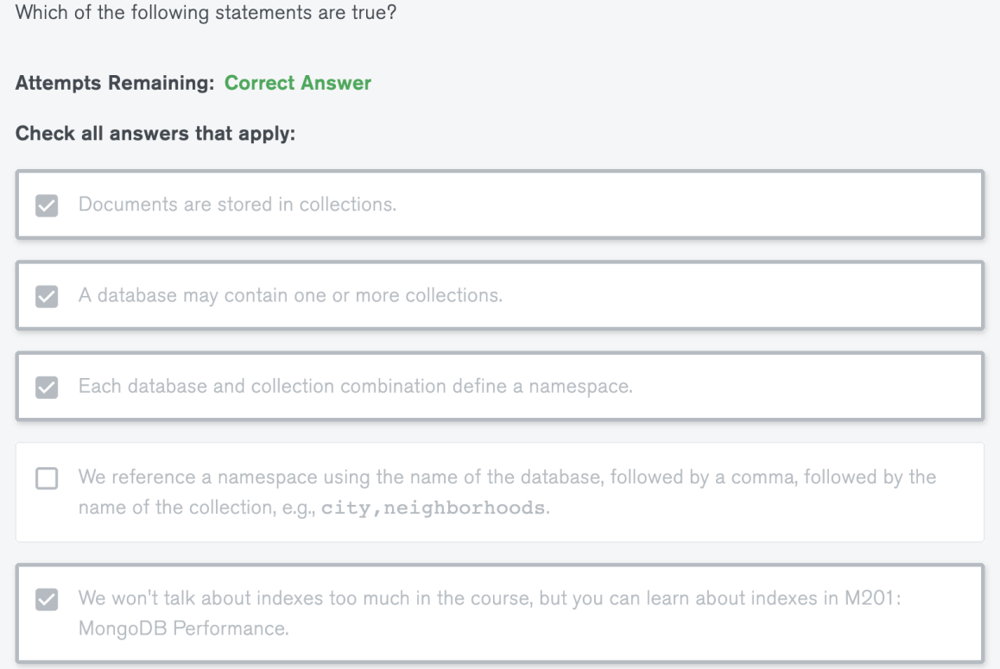 Which of the following statements are true?
Attempts Remaining: Correct Answer
Check all answers that apply:
Documents are stored in collections.
A database may contain one or more collections.
Each database and collection combination define a namespace.
We reference a namespace using the name of the database, followed by a comma, followed by the
name of the collection, e.g., city,neighborhoods.
We won't talk about indexes too much in the course, but you can learn about indexes in M201:
MongoDB Performance.